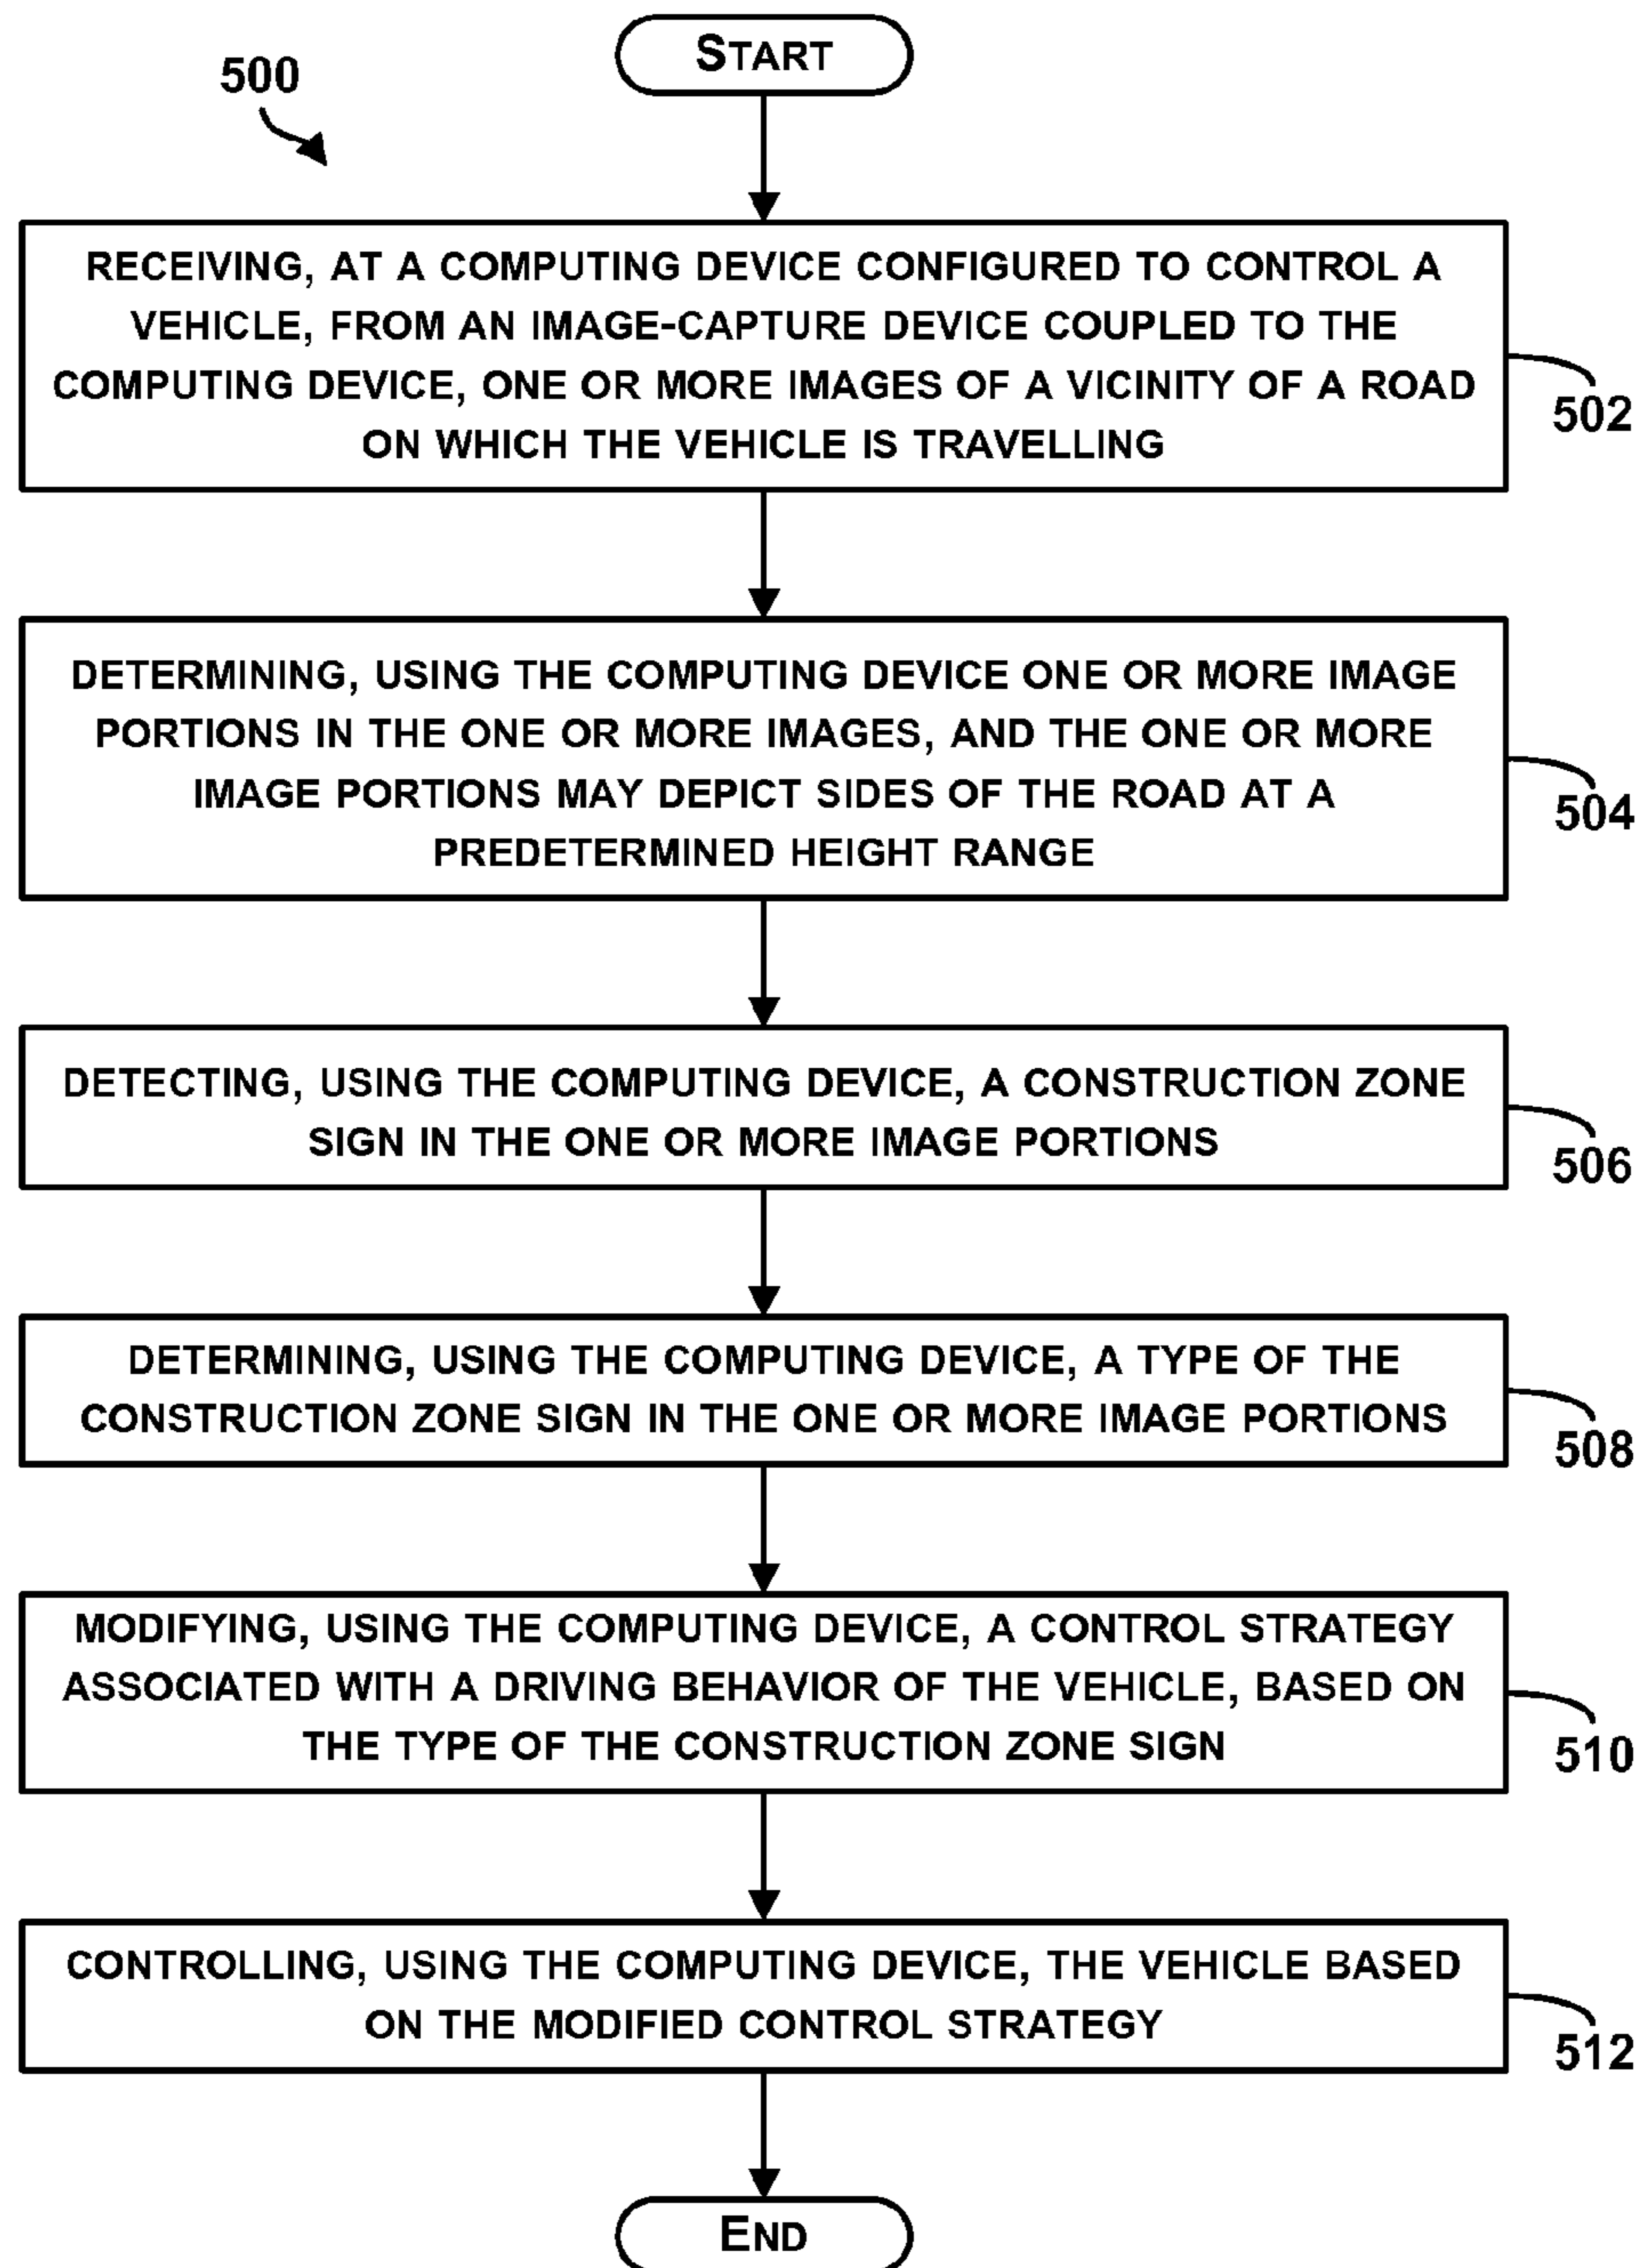 START
500
RECEIVING, AT A COMPUTING DEVICE CONFIGURED TO CONTROL A
VEHICLE, FROM AN IMAGE-CAPTURE DEVICE COUPLED TO THE
COMPUTING DEVICE, ONE OR MORE IMAGES OF A VICINITY OF A ROAD
ON WHICH THE VEHICLE IS TRAVELLING
502
DETERMINING, USING THE COMPUTING DEVICE ONE OR MORE IMAGE
PORTIONS IN THE ONE OR MORE IMAGES, AND THE ONE OR MORE
IMAGE PORTIONS MAY DEPICT SIDES OF THE ROAD AT A
PREDETERMINED HEIGHT RANGE
504
DETECTING, USING THE COMPUTING DEVICE, A CONSTRUCTION ZONE
SIGN IN THE ONE OR MORE IMAGE PORTIONS
506
DETERMINING, USING THE COMPUTING DEVICE, A TYPE OF THE
CONSTRUCTION ZONE SIGN IN THE ONE OR MORE IMAGE PORTIONS
508
MODIFYING, USING THE COMPUTING DEVICE, A CONTROL STRATEGY
ASSOCIATED WITH A DRIVING BEHAVIOR OF THE VEHICLE, BASED ON
THE TYPE OF THE CONSTRUCTION ZONE SIGN
510
CONTROLLING, USING THE COMPUTING DEVICE, THE VEHICLE BASED
ON THE MODIFIED CONTROL STRATEGY
512
END